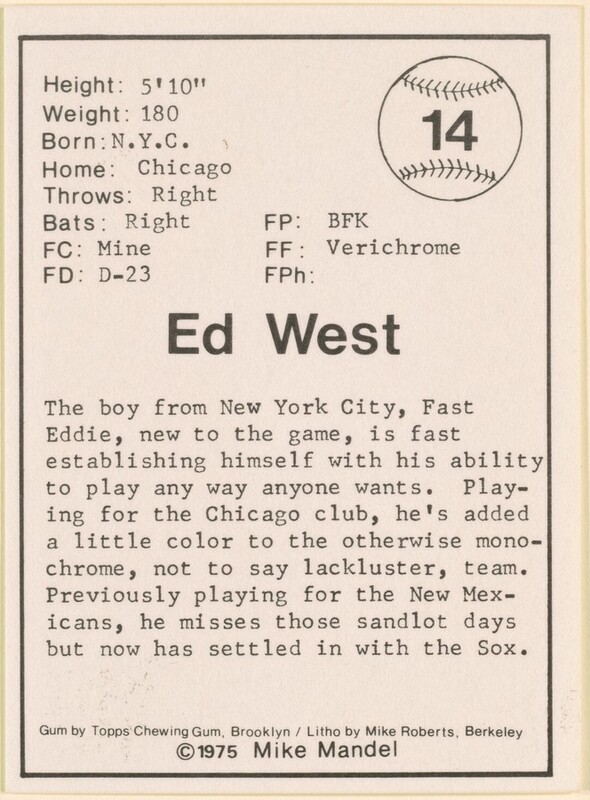 Height: 5'10"
14
Weight: 180
Born: N.Y.C.
Home: Chicago
Throws: Right
Bats: Right FP: BFK
FC: Mine FF: Verichrome
FD: D-23 FPh:
Ed West
The boy from New York City, Fast
Eddie, new to the game, is fast
establishing himself with his ability
to play any way anyone wants. Play-
ing for the Chicago club, he's added
a little color to the otherwise mono-
chrome, not to say lackluster, team.
Previously playing for the New Mex-
icans, he misses those sandlot days
but now has settled in with the Sox.
Gum by Topps Chewing Gum, Brooklyn / Litho by Mike Roberts, Berkeley
©1975 Mike Mandel